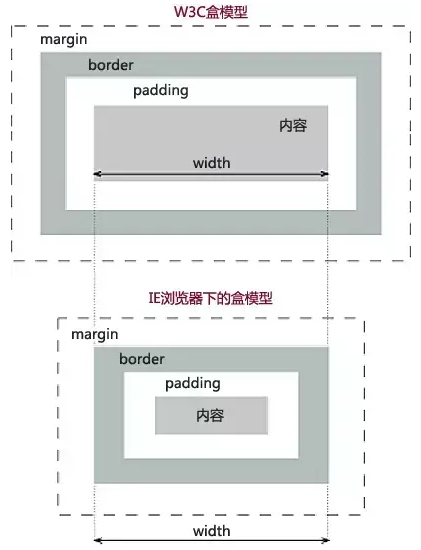 W3C盒模型
margin
border
padding
内容
width
IE浏览器下的盒模型
margin
border
padding
内容
width